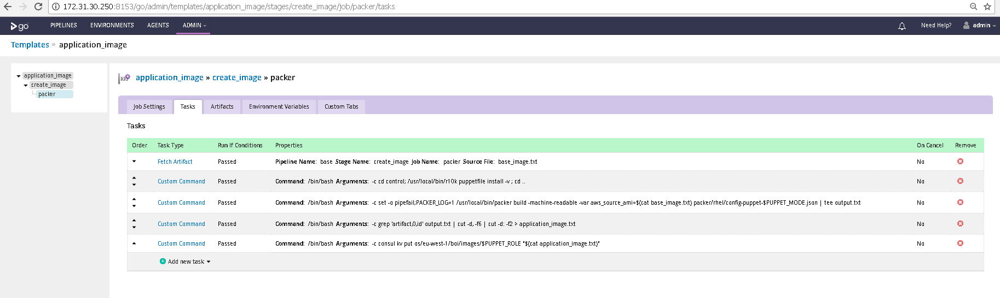 172.31.30.250:8153/go/admin/templates/application_image/stages/create_image/job/packer/tasks
go PIPELINES ENVIRONMENTS AGENTS ADMIN Need Help? admin
Templates » application_image
application_image
create_image
packer
application_image » create_image » packer
Job Settings Tasks Artifacts Environment Variables Custom Tabs
Tasks
Order Task Type Run If Conditions Properties On Cancel Remove
Fetch Artifact Passed Pipeline Name: base Stage Name: create_image Job Name: packer Source File: base_image.txt No
Custom Command Passed Command: /bin/bash Arguments: -c cd control; /usr/local/bin/r10k puppetfile install -v ; cd .. No
Custom Command Passed Command: /bin/bash Arguments: -c set -o pipefail;PACKER_LOG=1 /usr/local/bin/packer build -machine-readable -var aws_source_ami=$(cat base_image.txt) packer/rhel/config-puppet-$PUPPET_MODE.json | tee output.txt No
Custom Command Passed Command: /bin/bash Arguments: -c grep 'artifact,0,id' output.txt | cut -d, -f6 | cut -d: -f2 > application_image.txt No
Custom Command Passed Command: /bin/bash Arguments: -c consul kv put os/eu-west-1/boi/images/$PUPPET_ROLE "$(cat application_image.txt)" No
Add new task